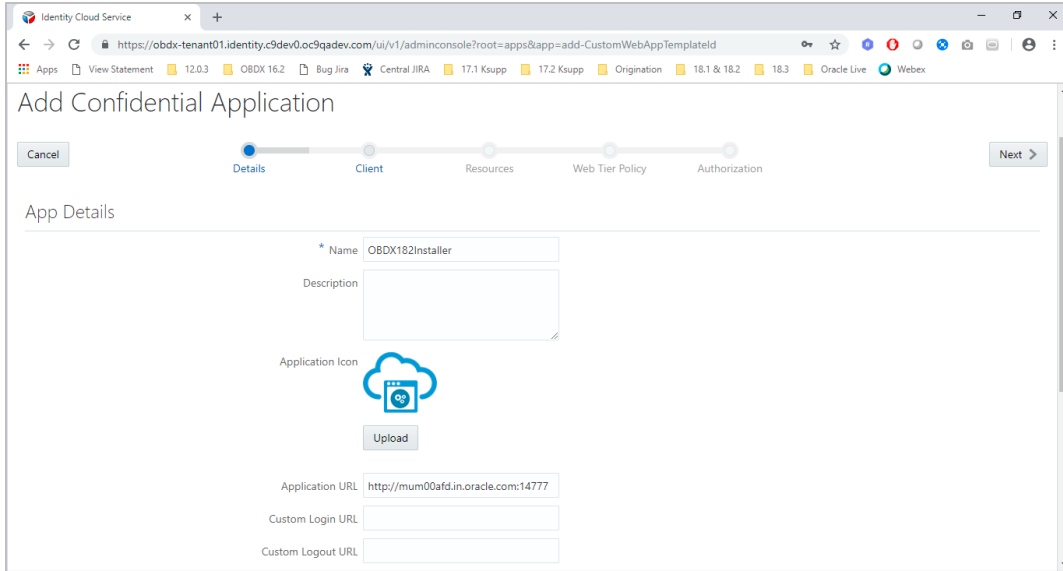 Identity Cloud Service
https://obdx-tenant01.identity.c9dev0.oc9qadev.com/ui/v1/adminconsole?root=apps&app=add-CustomWebAppTemplateId
Apps View Statement 12.0.3 OBDX 16.2 Bug Jira Central JIRA 17.1 Ksupp 17.2 Ksupp Origination 18.1 & 18.2 18.3 Oracle Live Webex
Add Confidential Application
Cancel Next >
Details Client Resources Web Tier Policy Authorization
App Details
* Name OBDX182Installer
Description
Application Icon
Upload
Application URL http://mum00afd.in.oracle.com:14777
Custom Login URL
Custom Logout URL